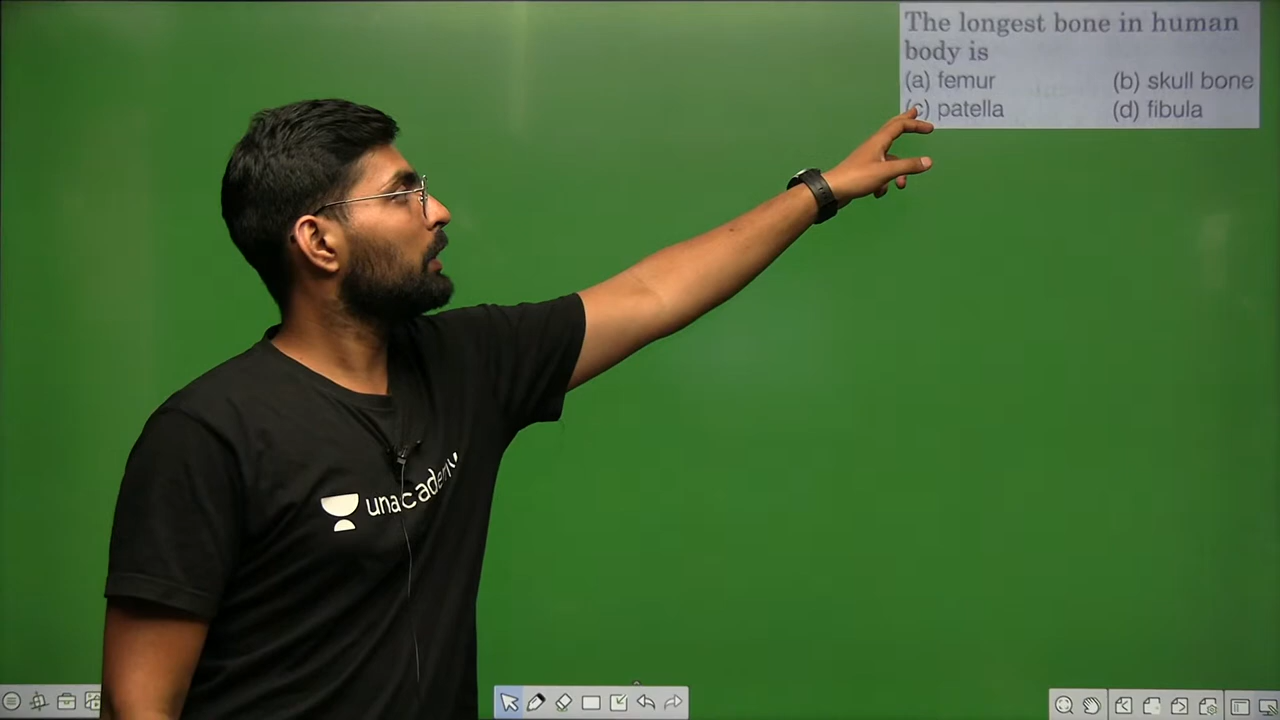 The longest bone in human
body is
(a) femur (b) skull bone
(c) patella (d) fibula
unacademy